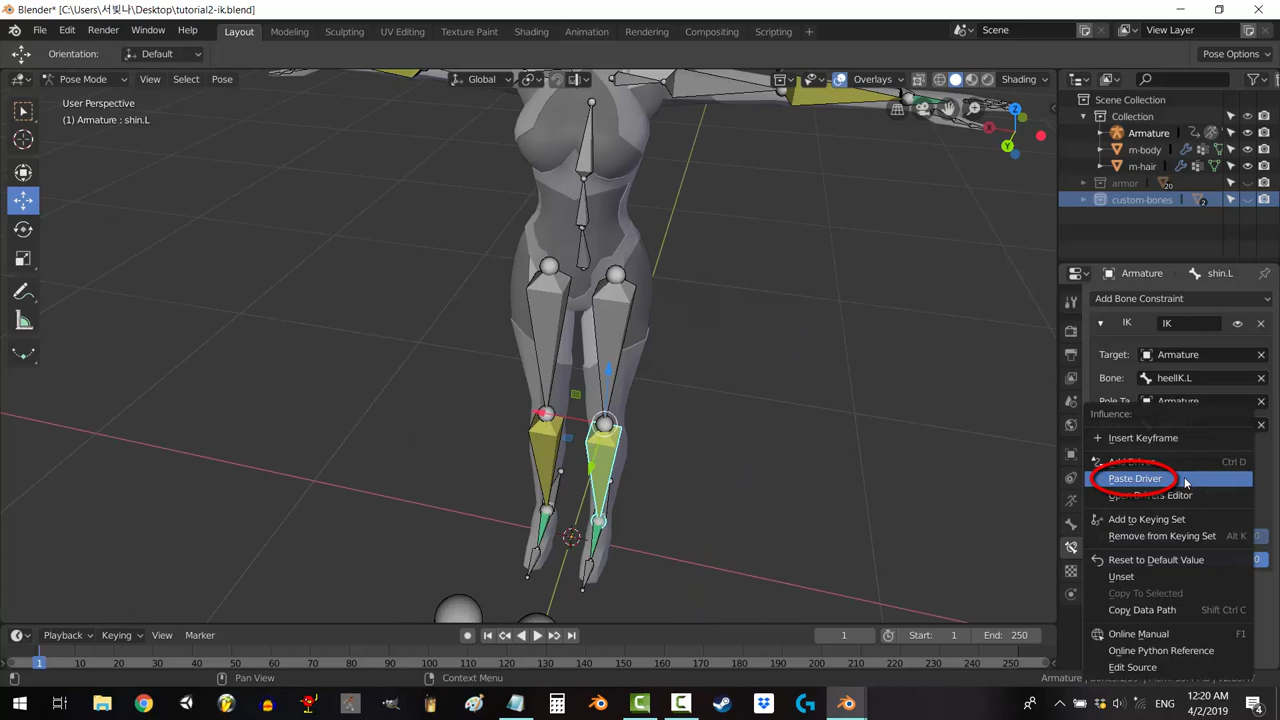 Blender* [C:\Users\서빛나\Desktop\tutorial2-ik.blend]
File Edit Render Window Help Layout Modeling Sculpting UV Editing Texture Paint Shading Animation Rendering Compositing Scripting + Scene View Layer
Orientation: Default Pose Options
Pose Mode View Select Pose Global Overlays Shading
User Perspective
(1) Armature : shin.L
Z
X
Y
Scene Collection
Collection
Armature
m-body
m-hair
armor 20
custom-bones 2
Armature shin.L
Add Bone Constraint
IK IK
Target: Armature
Bone: heelIK.L
Pole Ta Armature
Influence:
Insert Keyframe
Add Driver Ctrl D
Paste Driver
Open Drivers Editor
Add to Keying Set
Remove from Keying Set Alt K
Reset to Default Value
Unset
Copy To Selected
Copy Data Path Shift Ctrl C
Online Manual F1
Online Python Reference
Edit Source
Playback Keying View Marker 1 Start: 1 End: 250
1 10 20 30 40 50 60 70 80 90 100 110 120 130 140 150 160 170 180 190 200 210 220 230 240 250
Pan View Context Menu
ENG 12:20 AM 4/2/2019 4